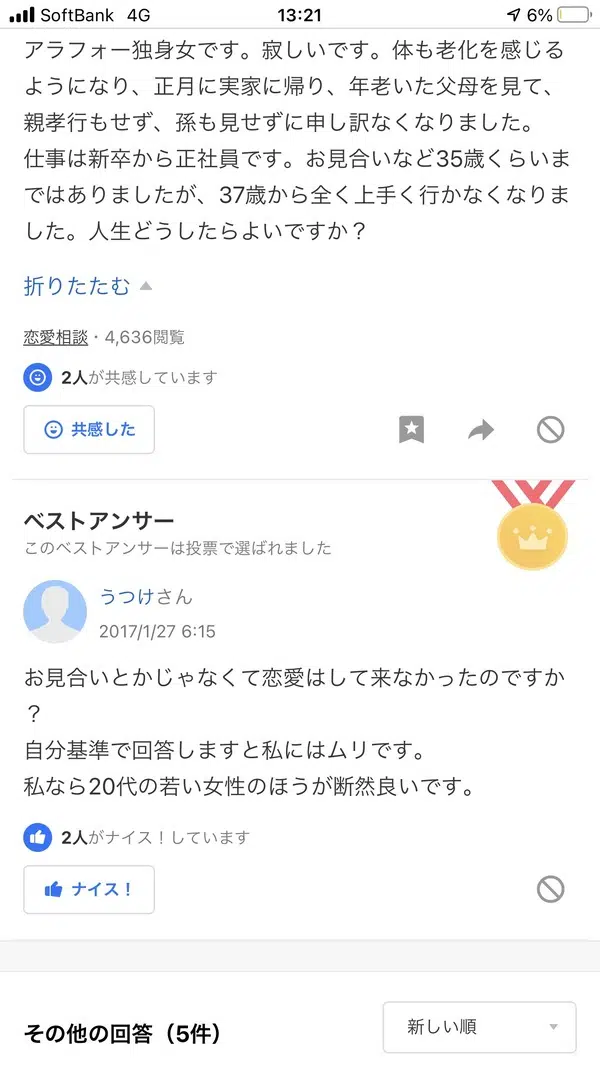 SoftBank 4G 13:21 6%
アラフォー独身女です。寂しいです。体も老化を感じる
ようになり、正月に実家に帰り、年老いた父母を見て、
親孝行もせず、孫も見せずに申し訳なくなりました。
仕事は新卒から正社員です。お見合いなど35歳くらいま
ではありましたが、37歳から全く上手く行かなくなりま
した。人生どうしたらよいですか？
折りたたむ
恋愛相談・4,636閲覧
2人が共感しています
共感した
ベストアンサー
このベストアンサーは投票で選ばれました
うつけさん
2017/1/27 6:15
お見合いとかじゃなくて恋愛はして来なかったのですか
？
自分基準で回答しますと私にはムリです。
私なら20代の若い女性のほうが断然良いです。
2人がナイス！しています
ナイス！
その他の回答（5件）
新しい順